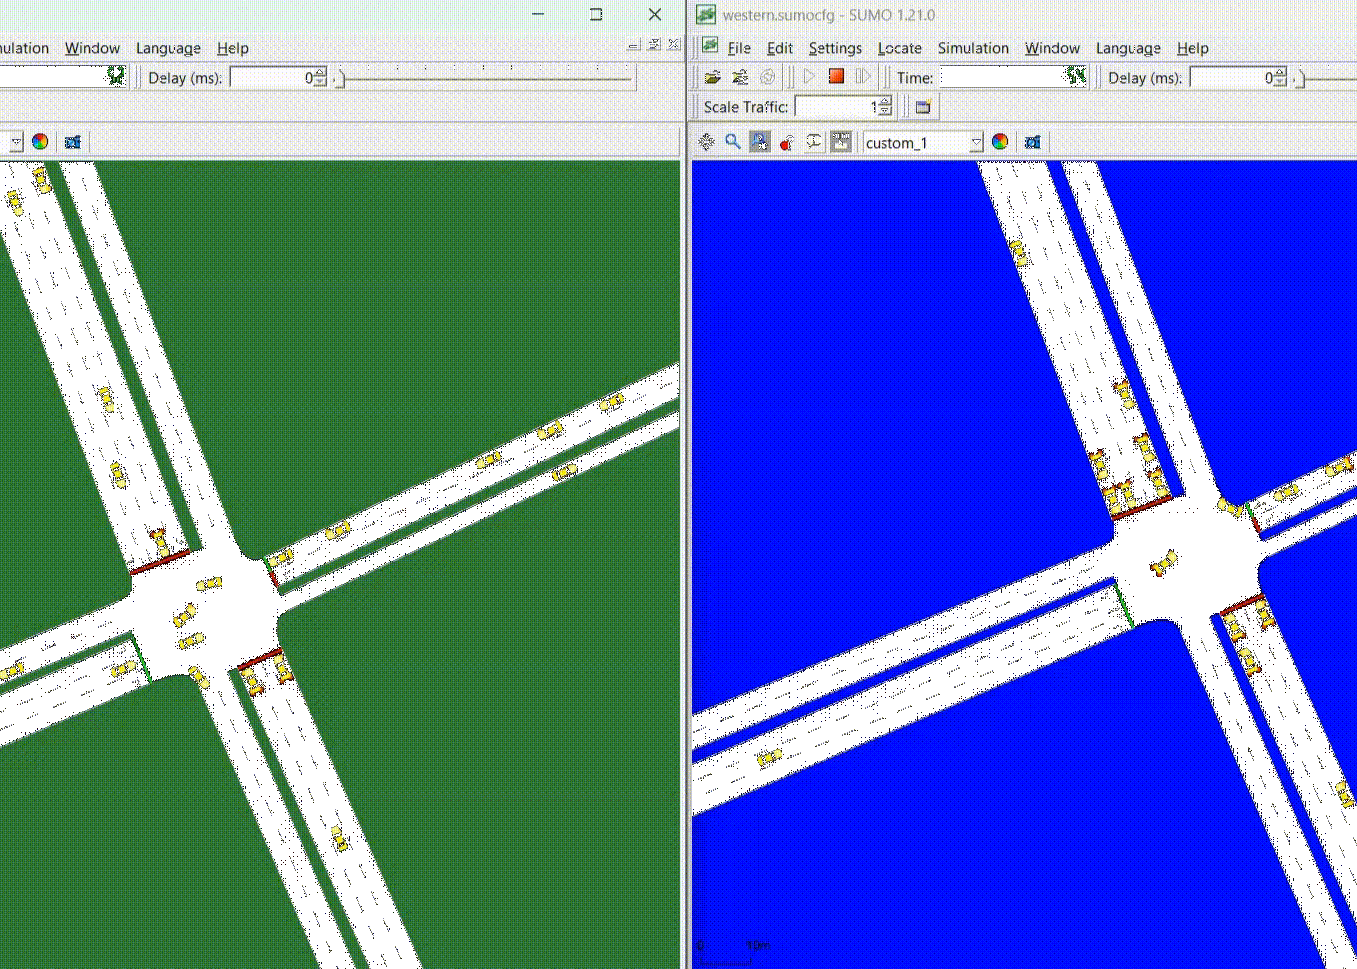 western.sumocfg - SUMO 1.21.0
ulation Window Language Help
File Edit Settings Locate Simulation Window Language Help
Delay (ms): 0
Time: Delay (ms): 0
Scale Traffic: 1
custom_1
0 10m